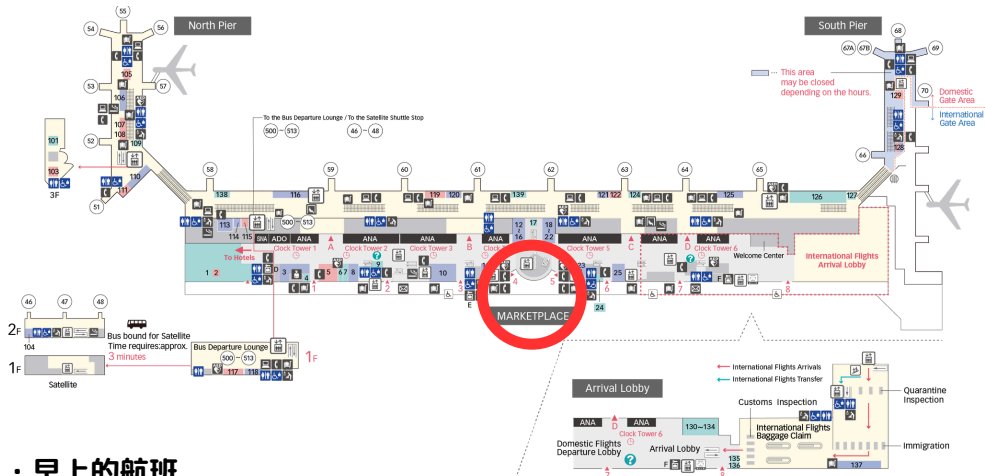 North Pier
South Pier
55
54
56
53
57
52
51
105
106
107
108
109
110
111
101
103
3F
To the Bus Departure Lounge / To the Satellite Shuttle Stop
500 ~ 513
46 ~ 48
This area
may be closed
depending on the hours.
68
67A
67B
69
70
66
129
128
Domestic
Gate Area
International
Gate Area
58
59
60
61
62
63
64
65
138
116
119
120
139
121
122
124
125
126
127
113
500 ~ 513
12
16
17
18
22
114
115
SNA
ADO
ANA
ANA
ANA
ANA
ANA
ANA
ANA
Clock Tower 1
A
Clock Tower 2
Clock Tower 3
B
Clock Tower 5
C
Clock Tower 6
D
Welcome Center
International Flights
Arrival Lobby
To Hotels
1
2
3
4
5
6
7
8
9
10
23
25
24
1
2
3
4
5
6
7
8
D
E
F
MARKETPLACE
46
47
48
2F
104
Bus bound for Satellite
Time requires:approx.
3 minutes
1F
Satellite
Bus Departure Lounge
500 ~ 513
117
118
1F
Arrival Lobby
International Flights Arrivals
International Flights Transfer
Customs Inspection
Quarantine
Inspection
ANA
D
ANA
130~134
Clock Tower 6
Domestic Flights
Departure Lobby
Arrival Lobby
International Flights
Baggage Claim
Immigration
F
135
136
137
7
8
· 早上的航班